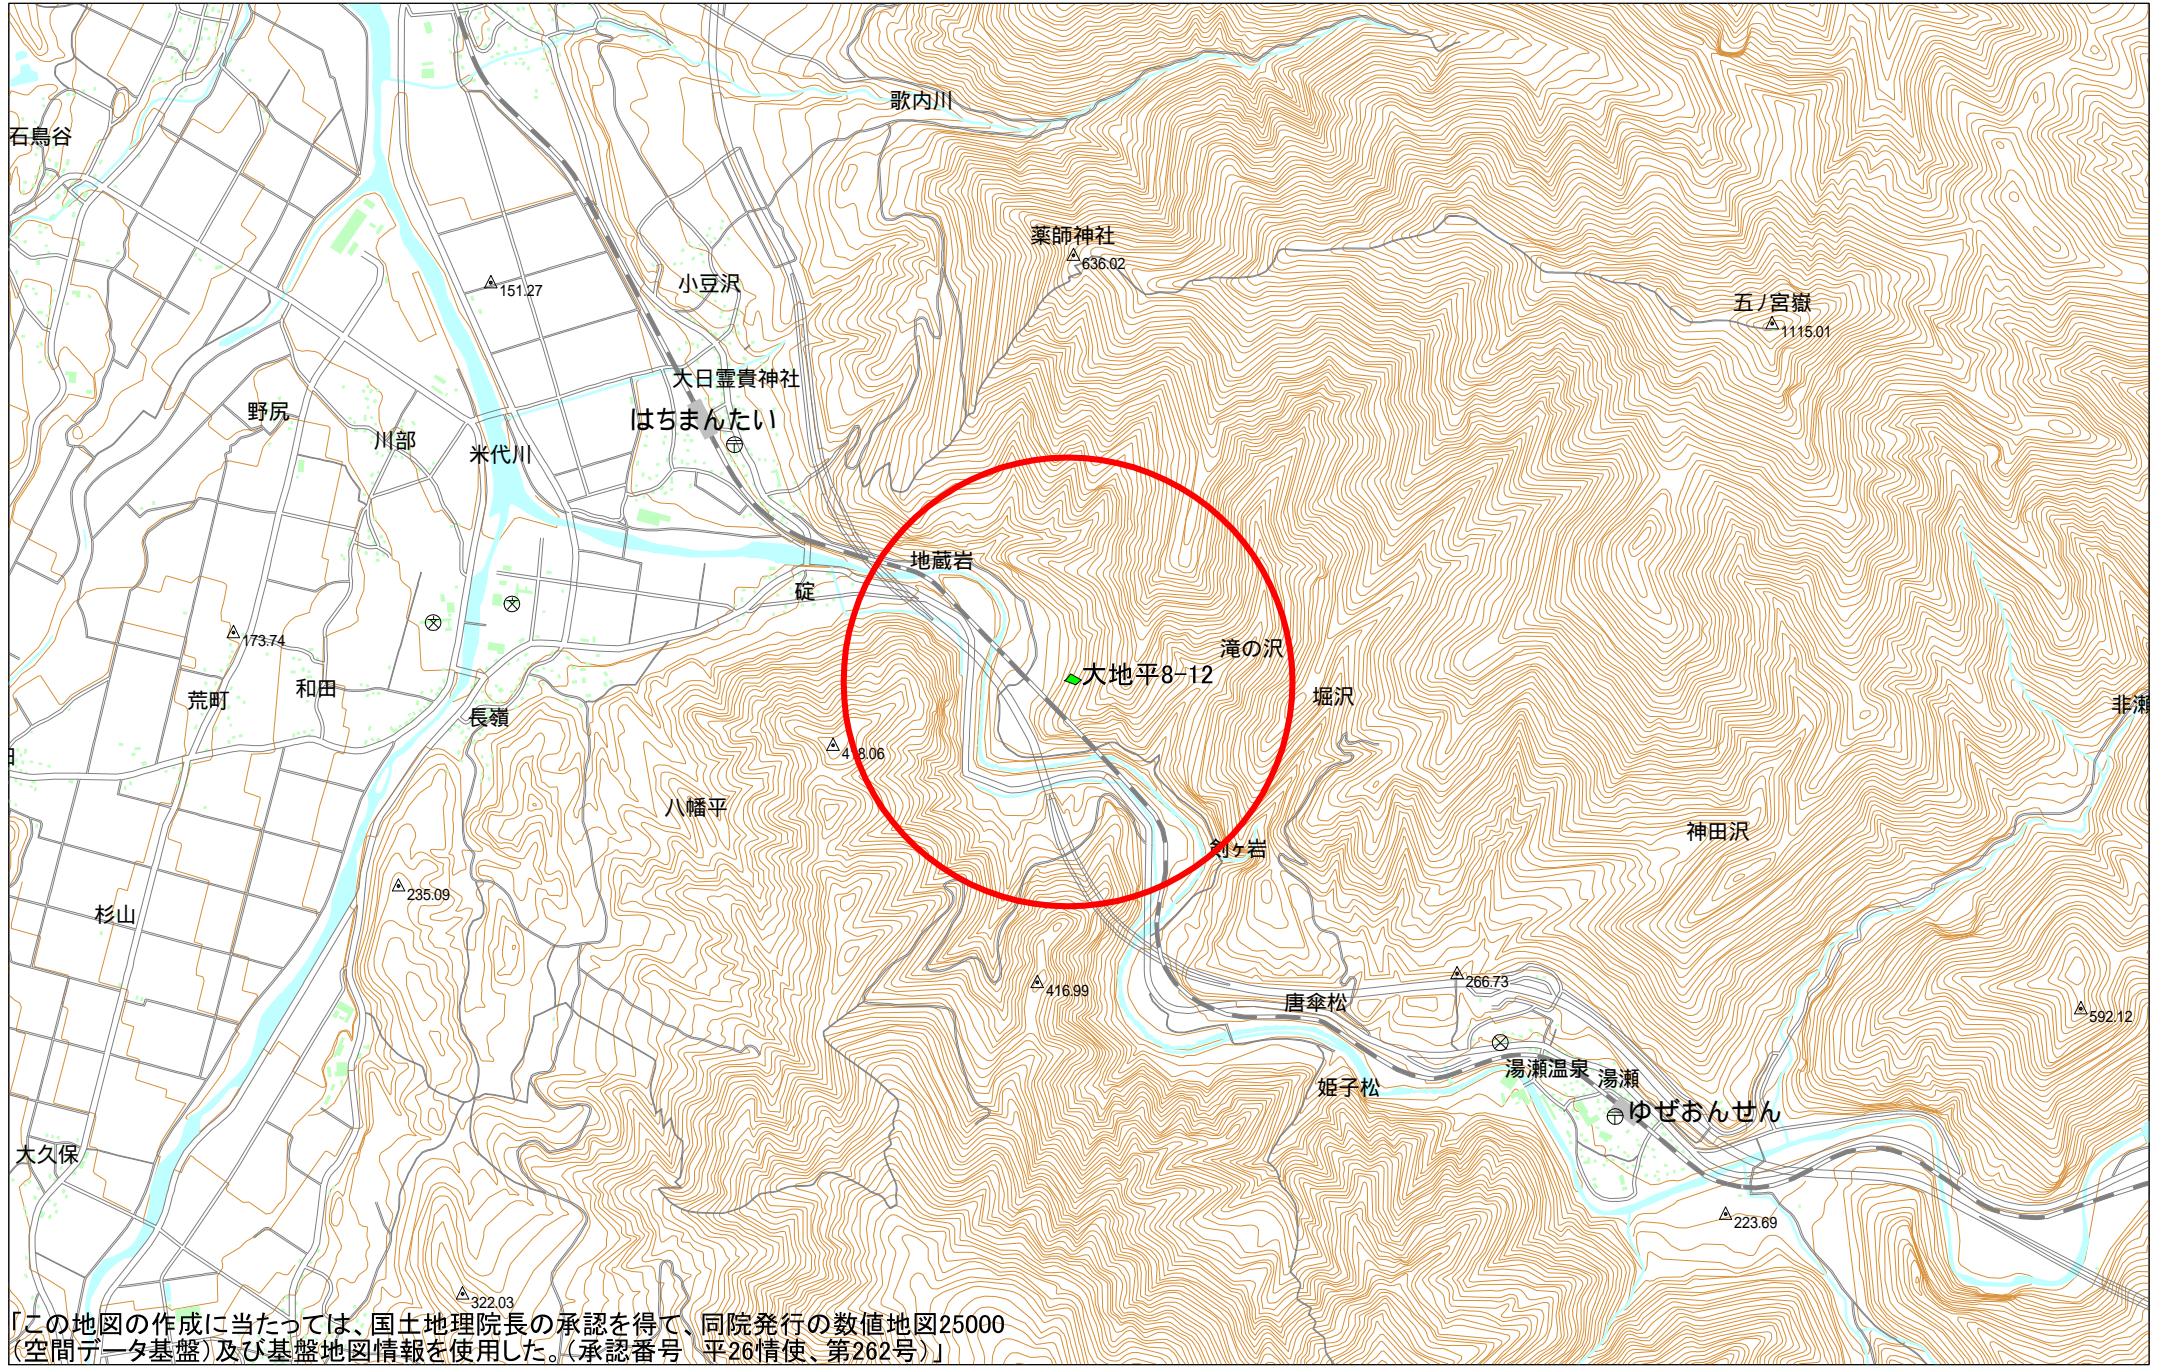 歌内川
石鳥谷
薬師神社
636.02
小豆沢
151.27
五ノ宮嶽
1115.01
大日霊貴神社
はちまんたい
野尻
川部
米代川
地蔵岩
碇
173.74
滝の沢
大地平8-12
荒町
和田
長嶺
堀沢
非瀬
八幡平
神田沢
剣ヶ岩
235.09
杉山
416.99
266.73
唐傘松
592.12
湯瀬温泉
湯瀬
姫子松
ゆぜおんせん
大久保
223.69
322.03
「この地図の作成に当たっては、国土地理院長の承認を得て、同院発行の数値地図25000
(空間データ基盤)及び基盤地図情報を使用した。(承認番号　平26情使、第262号)」